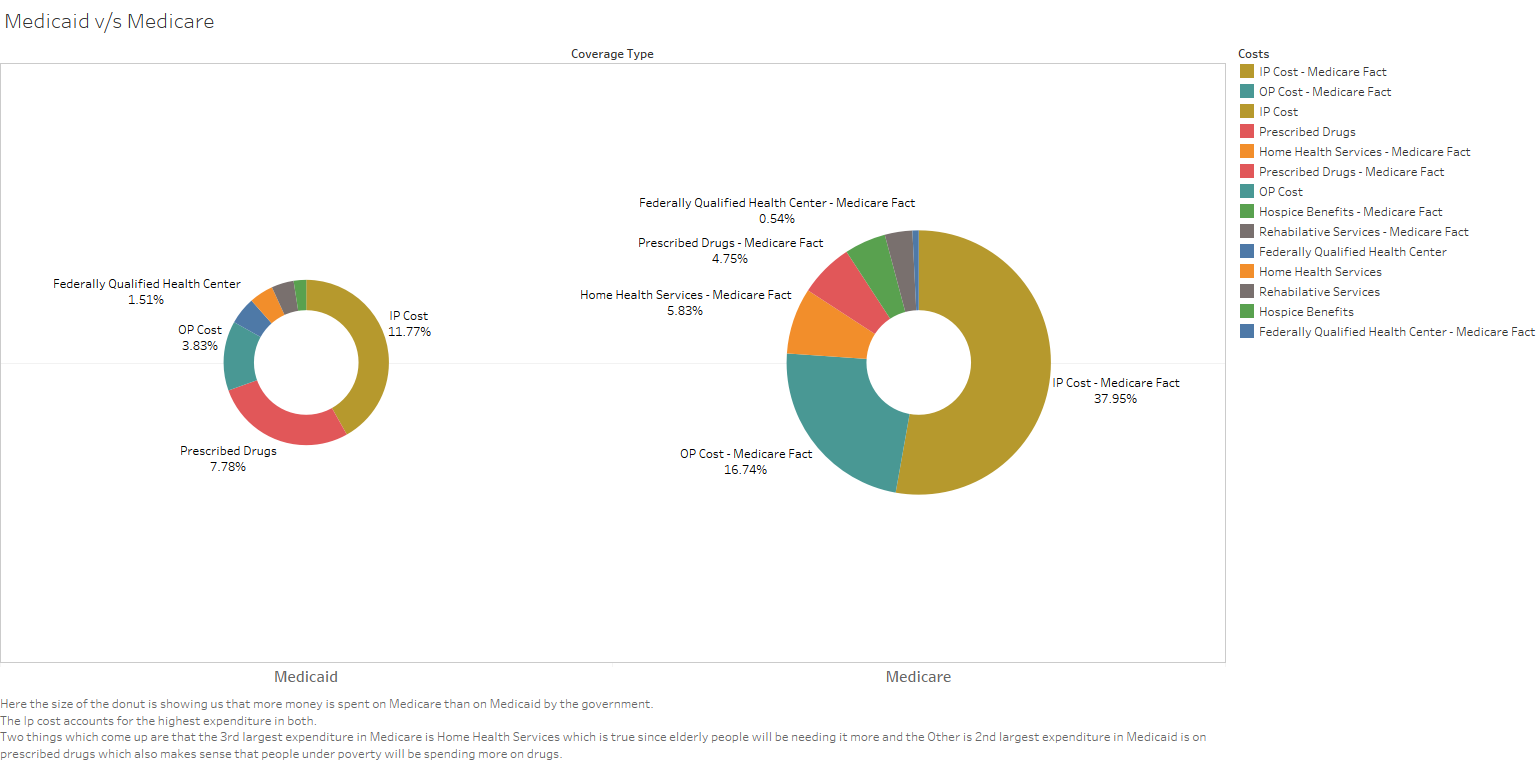 Medicaid v/s Medicare
Coverage Type
Costs
IP Cost - Medicare Fact
OP Cost - Medicare Fact
IP Cost
Prescribed Drugs
Home Health Services - Medicare Fact
Prescribed Drugs - Medicare Fact
OP Cost
Hospice Benefits - Medicare Fact
Rehabilative Services - Medicare Fact
Federally Qualified Health Center
Home Health Services
Rehabilative Services
Hospice Benefits
Federally Qualified Health Center - Medicare Fact
Federally Qualified Health Center
1.51%
OP Cost
3.83%
IP Cost
11.77%
Prescribed Drugs
7.78%
Federally Qualified Health Center - Medicare Fact
0.54%
Prescribed Drugs - Medicare Fact
4.75%
Home Health Services - Medicare Fact
5.83%
IP Cost - Medicare Fact
37.95%
OP Cost - Medicare Fact
16.74%
Medicaid
Medicare
Here the size of the donut is showing us that more money is spent on Medicare than on Medicaid by the government.
The Ip cost accounts for the highest expenditure in both.
Two things which come up are that the 3rd largest expenditure in Medicare is Home Health Services which is true since elderly people will be needing it more and the Other is 2nd largest expenditure in Medicaid is on
prescribed drugs which also makes sense that people under poverty will be spending more on drugs.